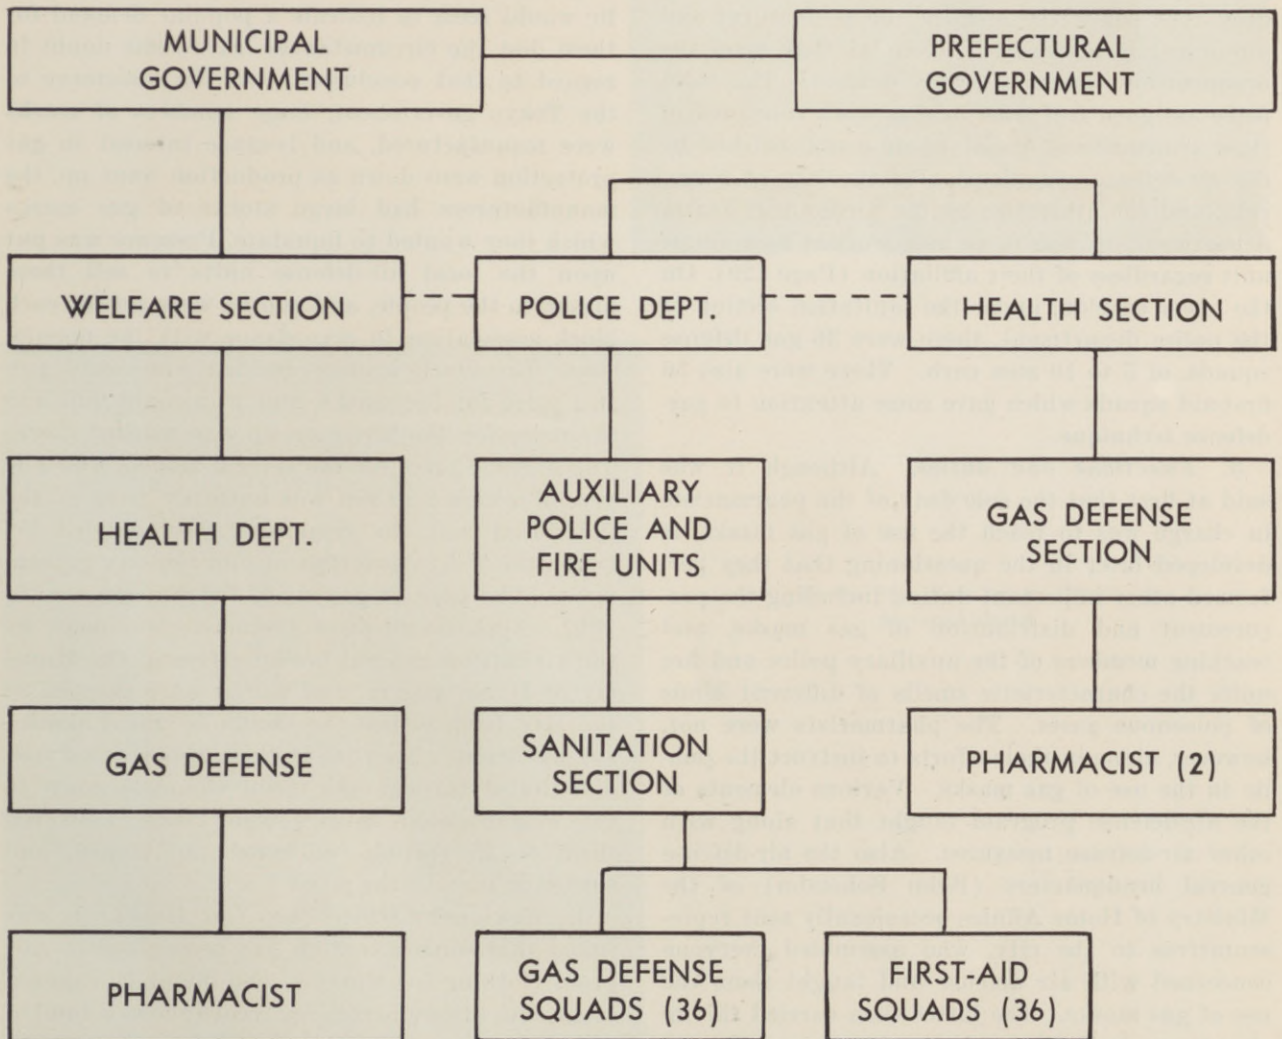 MUNICIPAL
GOVERNMENT
PREFECTURAL
GOVERNMENT
WELFARE SECTION
POLICE DEPT.
HEALTH SECTION
HEALTH DEPT.
AUXILIARY
POLICE AND
FIRE UNITS
GAS DEFENSE
SECTION
GAS DEFENSE
SANITATION
SECTION
PHARMACIST (2)
PHARMACIST
GAS DEFENSE
SQUADS (36)
FIRST-AID
SQUADS (36)